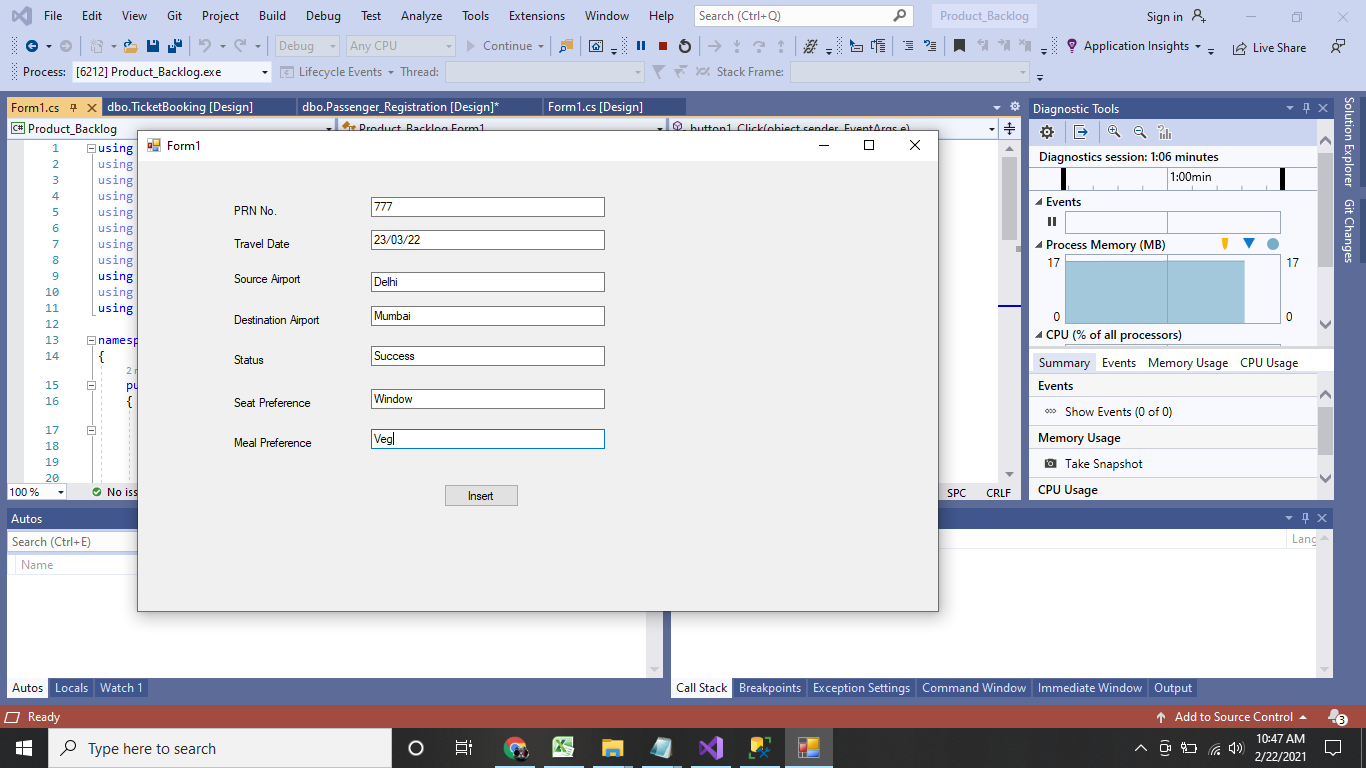 File Edit View Git Project Build Debug Test Analyze Tools Extensions Window Help Search (Ctrl+Q) Product_Backlog Sign in
Debug Any CPU Continue Application Insights Live Share
Process: [6212] Product_Backlog.exe Lifecycle Events Thread: Stack Frame:
Form1.cs dbo.TicketBooking [Design] dbo.Passenger_Registration [Design]* Form1.cs [Design]
C# Product_Backlog Product_Backlog.Form1 button1_Click(object sender, EventArgs e)
1 using
2 using
3 using
4 using
5 using
6 using
7 using
8 using
9 using
10 using
11 using
12
13 namesp
14 {
15 pu
16 {
17
18
19
20
100 % No iss SPC CRLF
Form1
PRN No. 777
Travel Date 23/03/22
Source Airport Delhi
Destination Airport Mumbai
Status Success
Seat Preference Window
Meal Preference Veg
Insert
Diagnostic Tools
Diagnostics session: 1:06 minutes
1:00min
Events
Process Memory (MB)
17 17
0 0
CPU (% of all processors)
Summary Events Memory Usage CPU Usage
Events
Show Events (0 of 0)
Memory Usage
Take Snapshot
CPU Usage
Solution Explorer
Git Changes
Autos
Search (Ctrl+E)
Name
Lang
Autos Locals Watch 1
Call Stack Breakpoints Exception Settings Command Window Immediate Window Output
Ready Add to Source Control 3
Type here to search
10:47 AM
2/22/2021